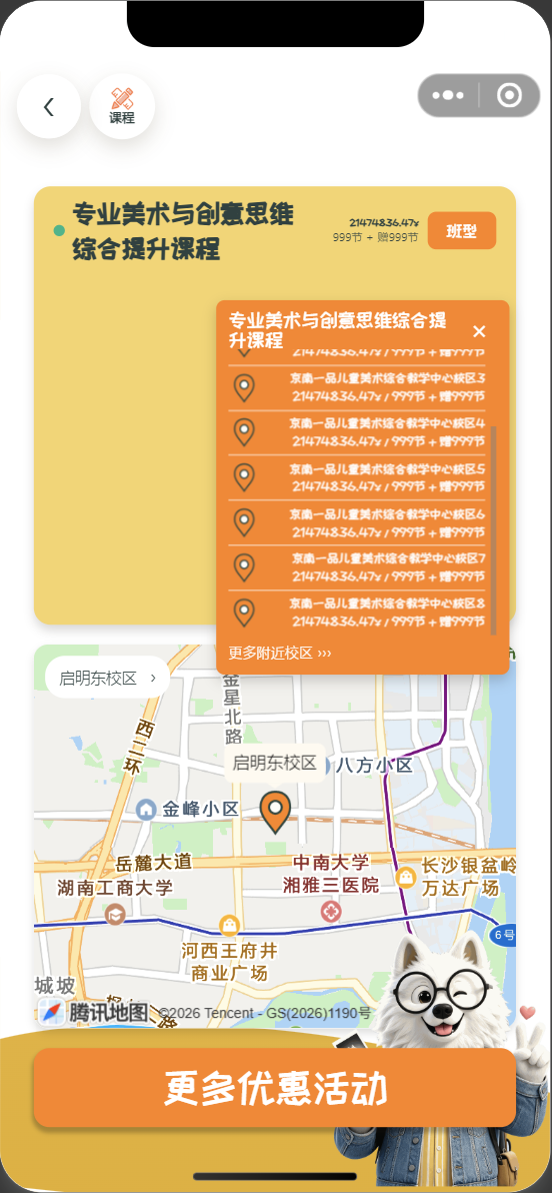 课程
专业美术与创意思维
综合提升课程
21474836.47¥
999节 + 赠999节
班型
专业美术与创意思维综合提
升课程
21474836.47¥ / 999节 + 赠999节
京南一品儿童美术综合教学中心校区3
21474836.47¥ / 999节 + 赠999节
京南一品儿童美术综合教学中心校区4
21474836.47¥ / 999节 + 赠999节
京南一品儿童美术综合教学中心校区5
21474836.47¥ / 999节 + 赠999节
京南一品儿童美术综合教学中心校区6
21474836.47¥ / 999节 + 赠999节
京南一品儿童美术综合教学中心校区7
21474836.47¥ / 999节 + 赠999节
京南一品儿童美术综合教学中心校区8
21474836.47¥ / 999节 + 赠999节
更多附近校区 ›››
启明东校区 ›
金星北路
西二环
启明东校区
八方小区
金峰小区
岳麓大道
湖南工商大学
中南大学
湘雅三医院
长沙银盆岭
万达广场
河西王府井
商业广场
6号
城坡
腾讯地图
©2026 Tencent - GS(2026)1190号
更多优惠活动